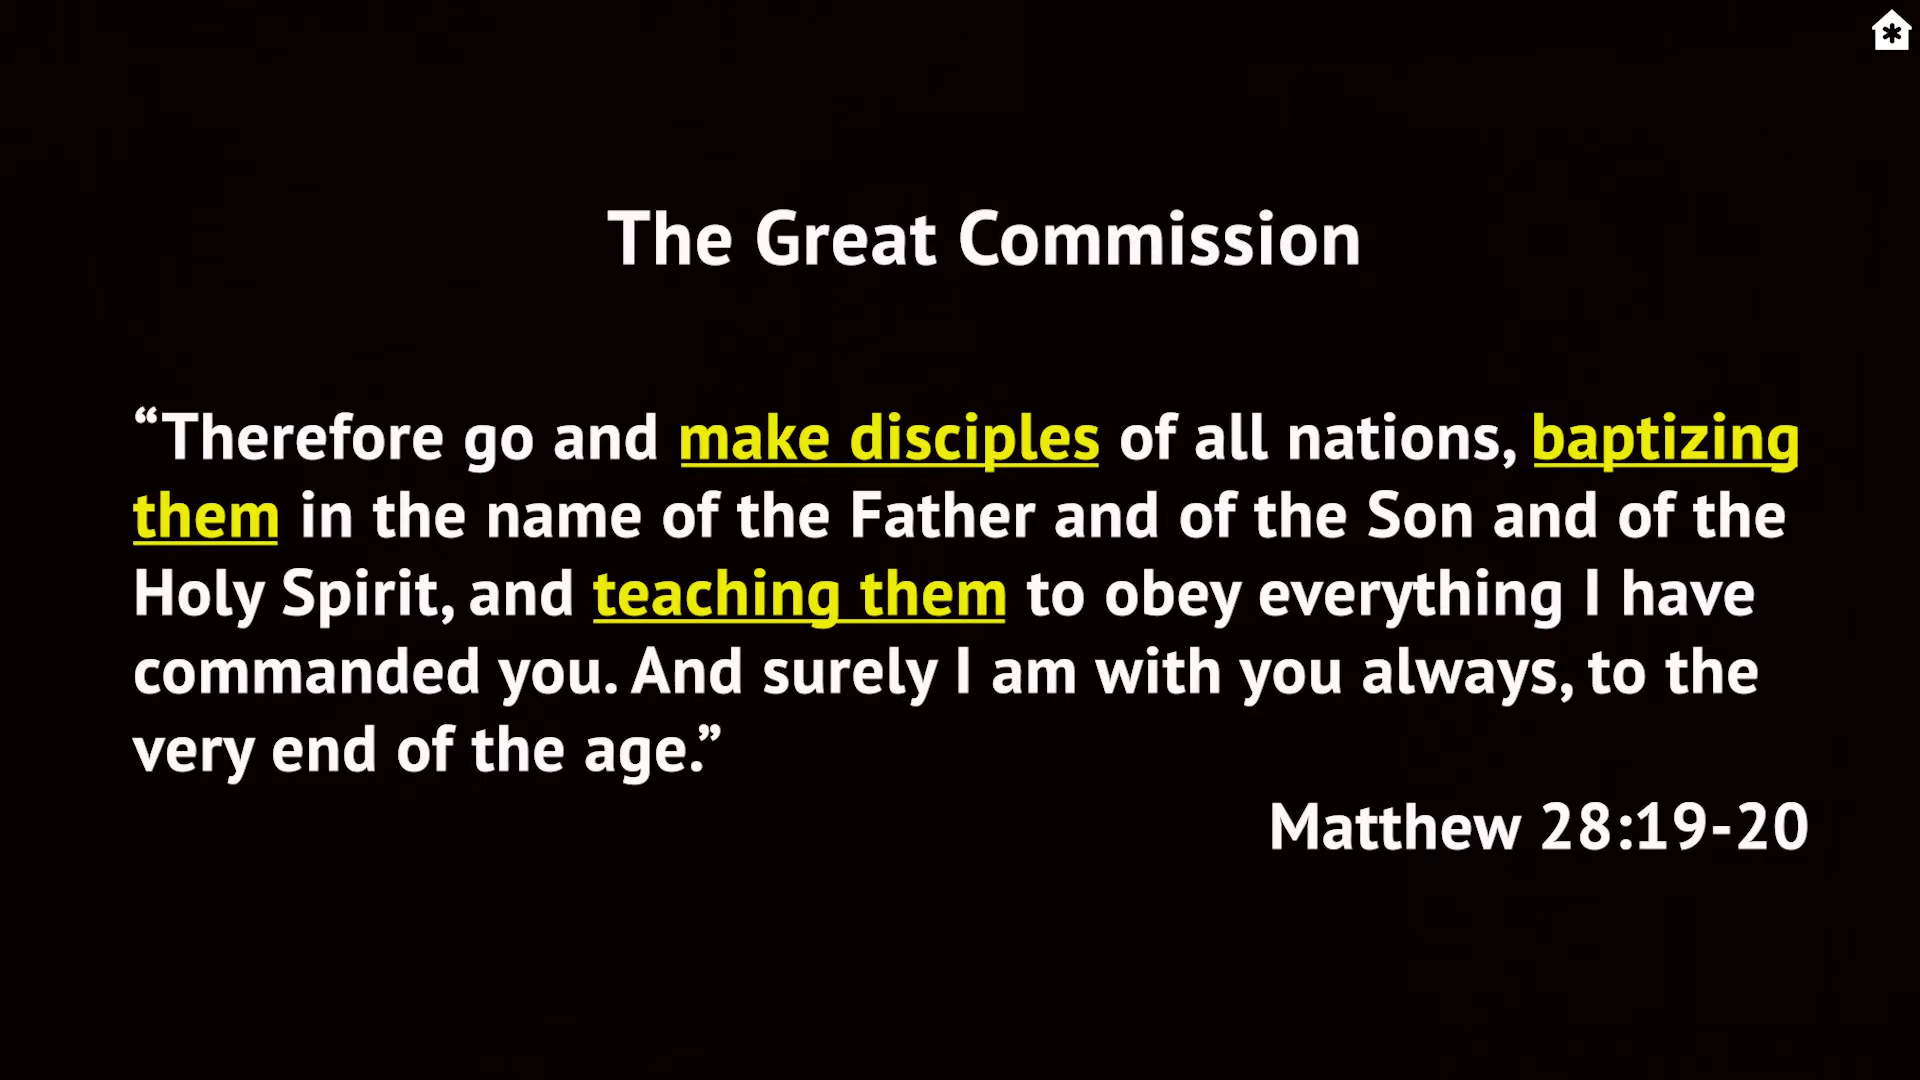 The Great Commission
“Therefore go and make disciples of all nations, baptizing
them in the name of the Father and of the Son and of the
Holy Spirit, and teaching them to obey everything I have
commanded you. And surely I am with you always, to the
very end of the age.”
Matthew 28:19-20